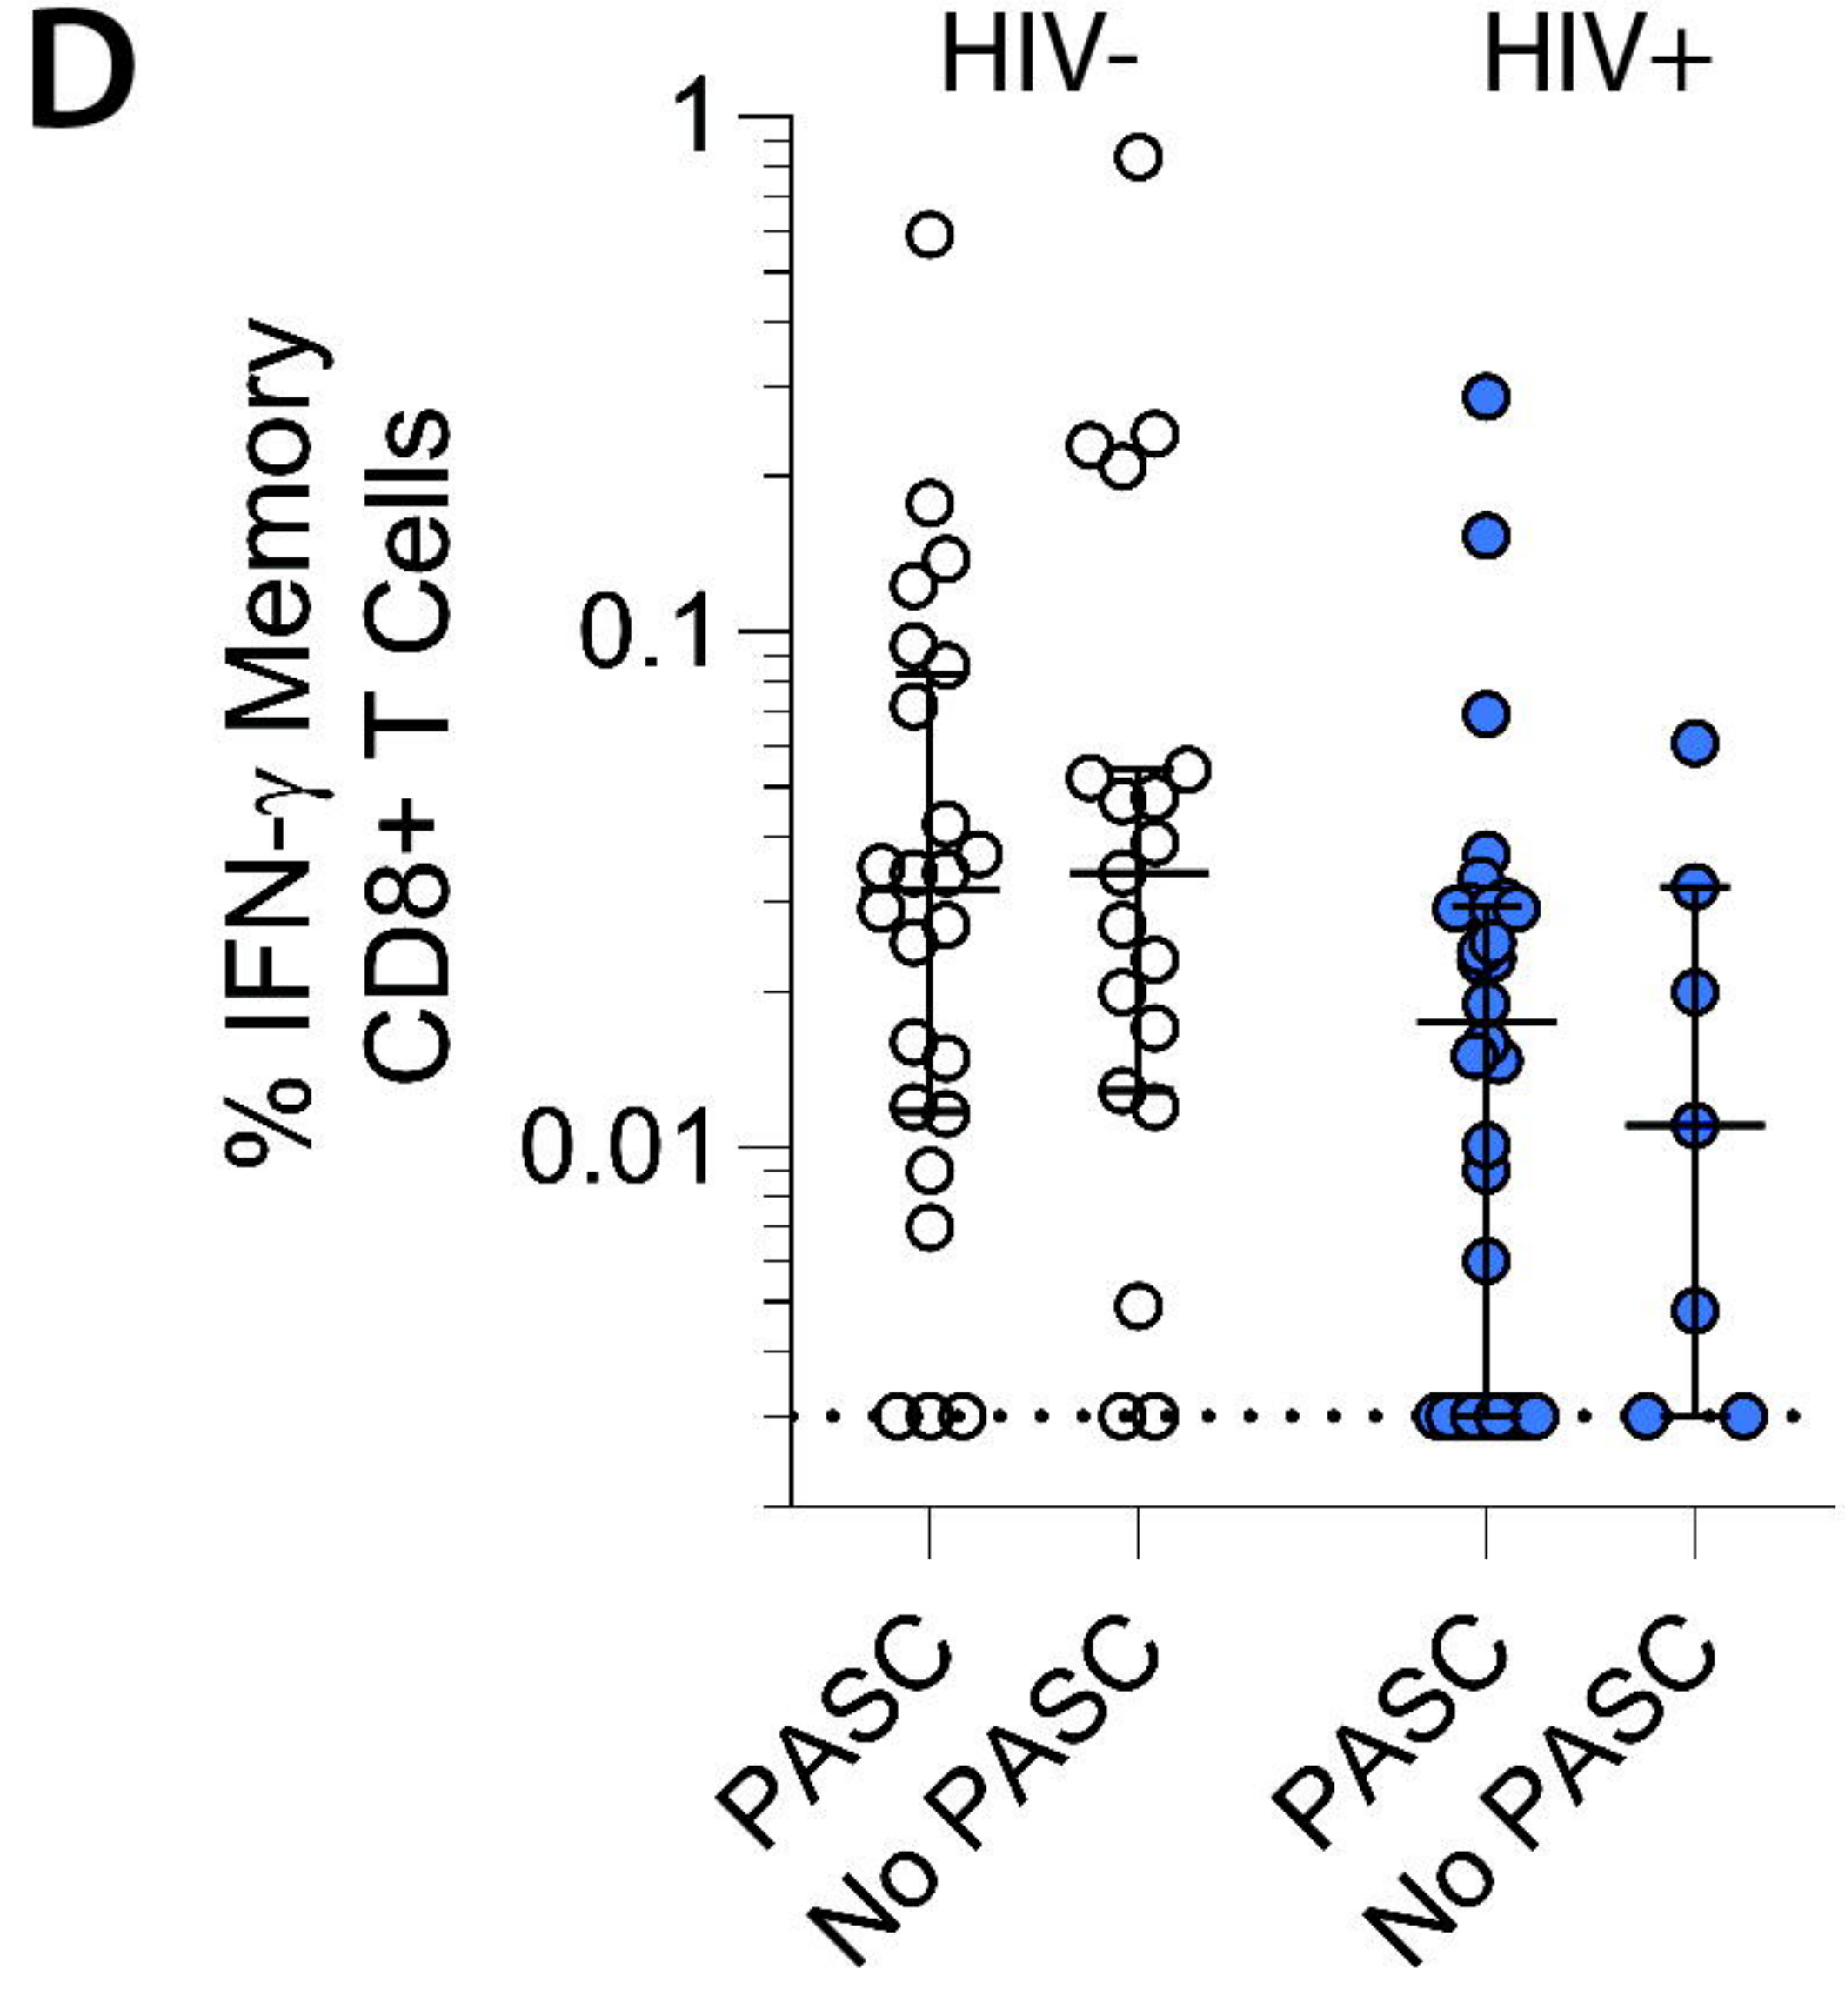 D
HIV- HIV+
% IFN-γ Memory
CD8+ T Cells
1
0.1
0.01
PASC
No PASC
PASC
No PASC